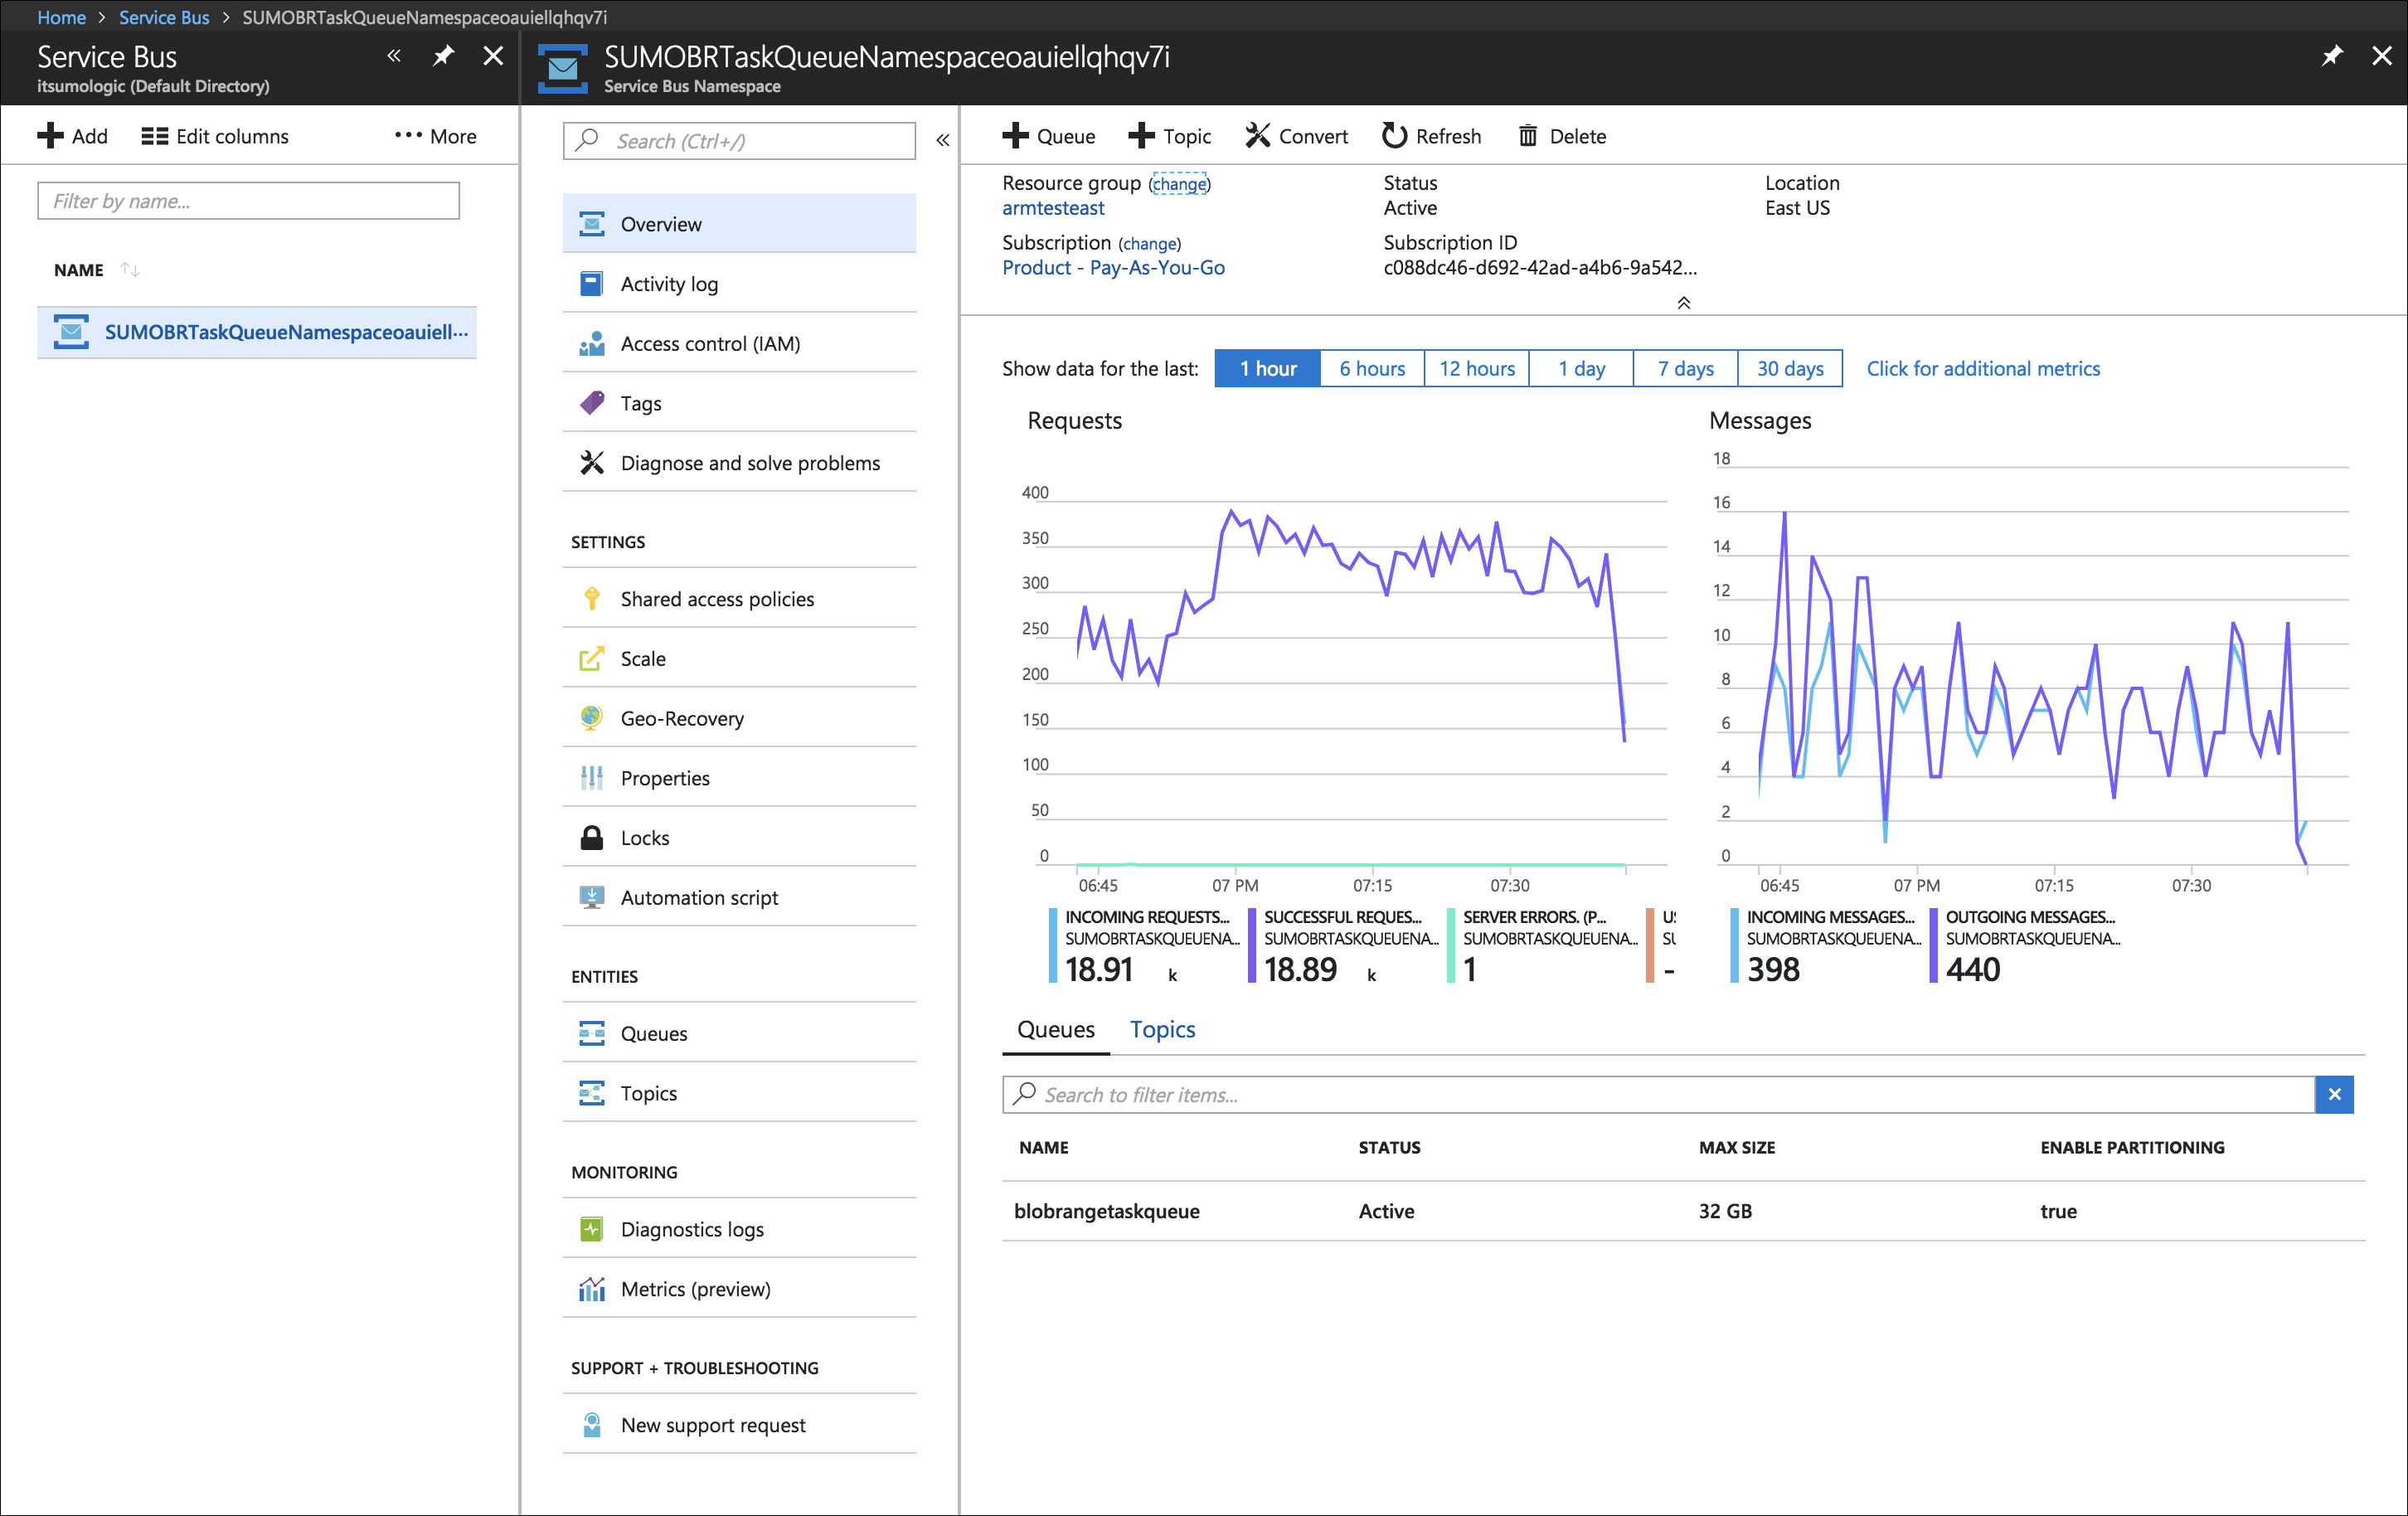 Home > Service Bus > SUMOBRTaskQueueNamespaceoauiellqhqv7i
Service Bus
itsumologic (Default Directory)
SUMOBRTaskQueueNamespaceoauiellqhqv7i
Service Bus Namespace
Add
Edit columns
More
Filter by name...
NAME
SUMOBRTaskQueueNamespaceoauiell...
Search (Ctrl+/)
Overview
Activity log
Access control (IAM)
Tags
Diagnose and solve problems
SETTINGS
Shared access policies
Scale
Geo-Recovery
Properties
Locks
Automation script
ENTITIES
Queues
Topics
MONITORING
Diagnostics logs
Metrics (preview)
SUPPORT + TROUBLESHOOTING
New support request
Queue
Topic
Convert
Refresh
Delete
Resource group (change)
armtesteast
Status
Active
Location
East US
Subscription (change)
Product - Pay-As-You-Go
Subscription ID
c088dc46-d692-42ad-a4b6-9a542...
Show data for the last:
1 hour
6 hours
12 hours
1 day
7 days
30 days
Click for additional metrics
Requests
400
350
300
250
200
150
100
50
0
06:45
07 PM
07:15
07:30
INCOMING REQUESTS...
SUMOBRTASKQUEUENA...
18.91 k
SUCCESSFUL REQUES...
SUMOBRTASKQUEUENA...
18.89 k
SERVER ERRORS. (P...
SUMOBRTASKQUEUENA...
1
--
Messages
18
16
14
12
10
8
6
4
2
0
06:45
07 PM
07:15
07:30
INCOMING MESSAGES...
SUMOBRTASKQUEUENA...
398
OUTGOING MESSAGES...
SUMOBRTASKQUEUENA...
440
Queues
Topics
Search to filter items...
NAME STATUS MAX SIZE ENABLE PARTITIONING
blobrangetaskqueue Active 32 GB true